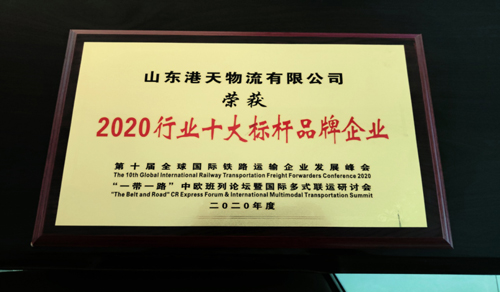 山东港天物流有限公司
荣获
2020行业十大标杆品牌企业
第十届全球国际铁路运输企业发展峰会
The 10th Global International Railway Transportation Freight Forwarders Conference 2020
“一带一路”中欧班列论坛暨国际多式联运研讨会
"The Belt and Road" CR Express Forum & International Multimodal Transportation Summit
二〇二〇年度